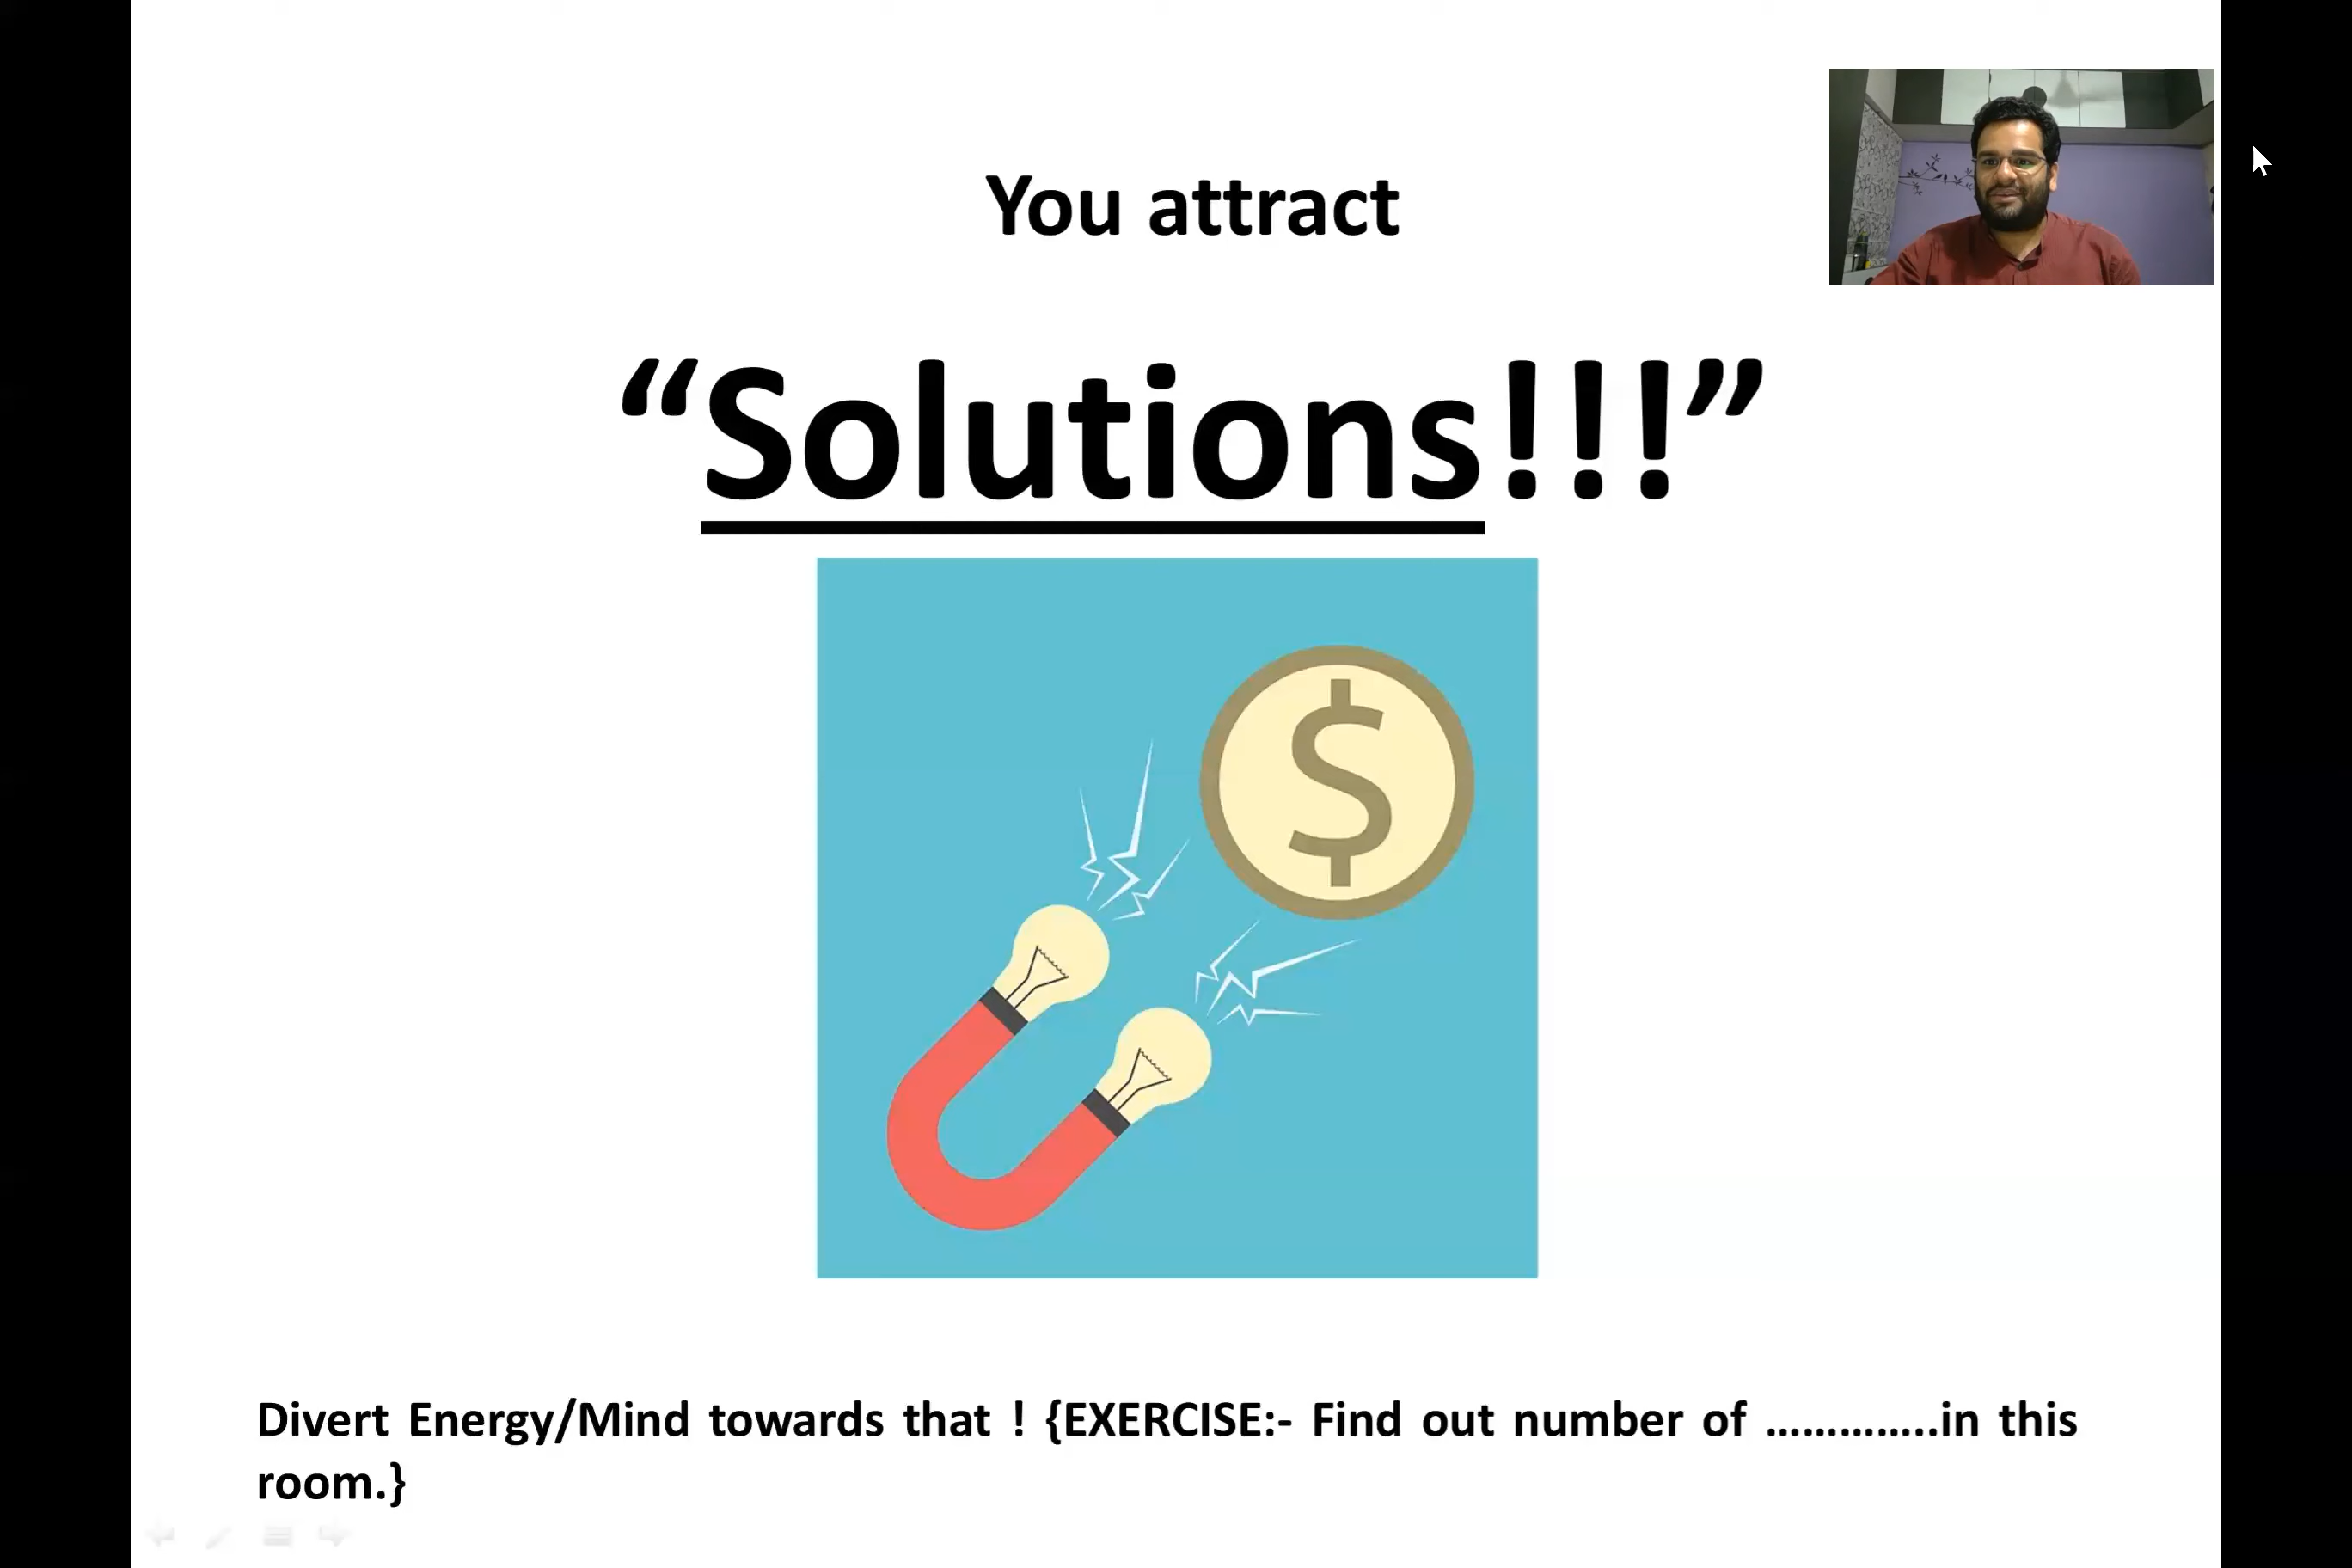 You attract
“Solutions!!!”
$
Divert Energy/Mind towards that ! {EXERCISE:- Find out number of …………..in this
room.}